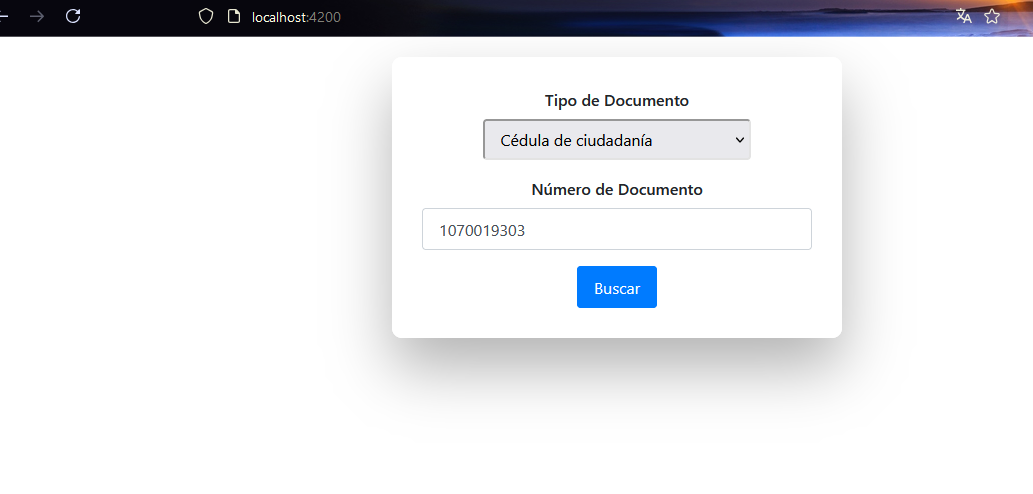 localhost:4200
Tipo de Documento
Cédula de ciudadanía
Número de Documento
1070019303
Buscar